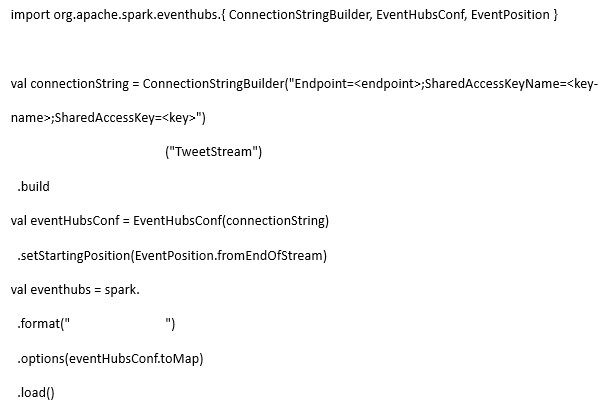 import org.apache.spark.eventhubs.{ ConnectionStringBuilder, EventHubsConf, EventPosition }
val connectionString = ConnectionStringBuilder("Endpoint=<endpoint>;SharedAccessKeyName=<key-
name>;SharedAccessKey=<key>")
("TweetStream")
.build
val eventHubsConf = EventHubsConf(connectionString)
.setStartingPosition(EventPosition.fromEndOfStream)
val eventhubs = spark.
.format(" ")
.options(eventHubsConf.toMap)
.load()